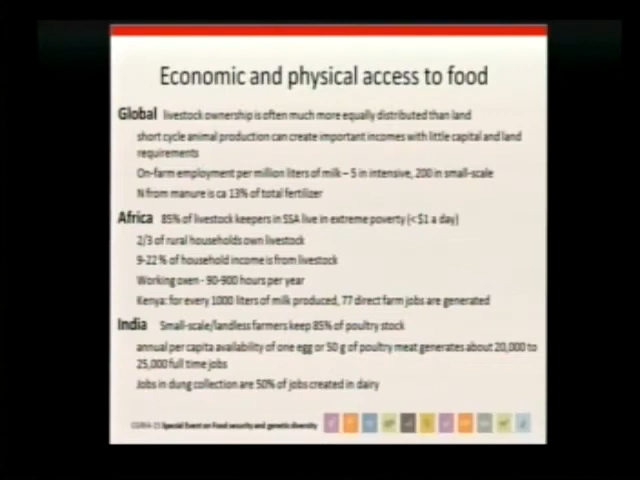 Economic and physical access to food
Global livestock ownership is often much more equally distributed than land
short cycle animal production can create important incomes with little capital and land
requirements
On-farm employment per million liters of milk – 5 in intensive, 200 in small-scale
N from manure is ca 13% of total fertilizer
Africa 85% of livestock keepers in SSA live in extreme poverty (< $1 a day)
2/3 of rural households own livestock
9-22 % of household income is from livestock
Working oxen - 90-900 hours per year
Kenya: for every 1000 liters of milk produced, 77 direct farm jobs are generated
India Small-scale/landless farmers keep 85% of poultry stock
annual per capita availability of one egg or 50 g of poultry meat generates about 20,000 to
25,000 full time jobs
Jobs in dung collection are 50% of jobs created in dairy
Special Event on Food security and genetic diversity